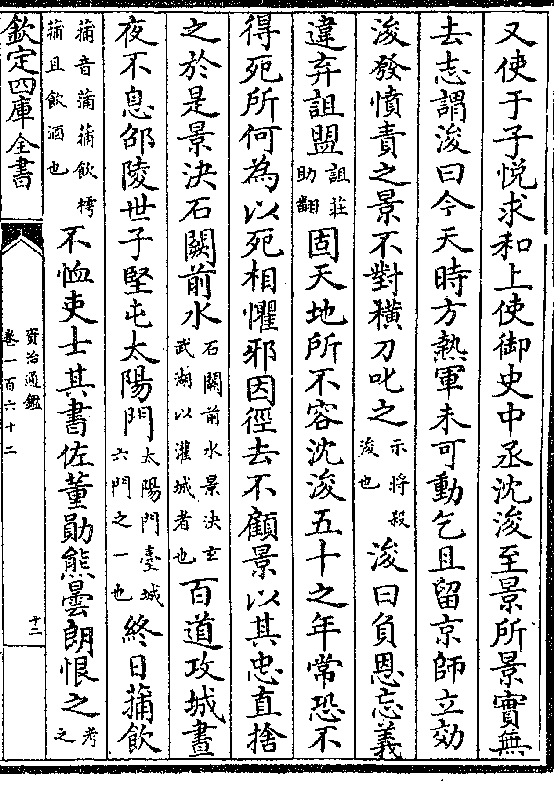 又使于子悅求和上使御史中丞沈浚至景所景實無
去志謂浚曰今天時方熱軍未可動乞且留京師立効
浚發憤責之景不對橫刀叱之示將殺浚也浚曰負恩忘義
違弃詛盟詛莊助翻固天地所不容沈浚五十之年常恐不
得死所何為以死相懼邪因徑去不顧景以其忠直捨
之於是景決石闕前水石闕前水景決玄武湖以灌城者也百道攻城晝
夜不息邵陵世子堅屯太陽門太陽門臺城六門之一也終日蒱飲
蒱音蒲蒱飲樗蒱且飲酒也不恤吏士其書佐董勛熊曇朗恨之考之
欽定四庫全書
資治通鑑
卷一百六十二
十二